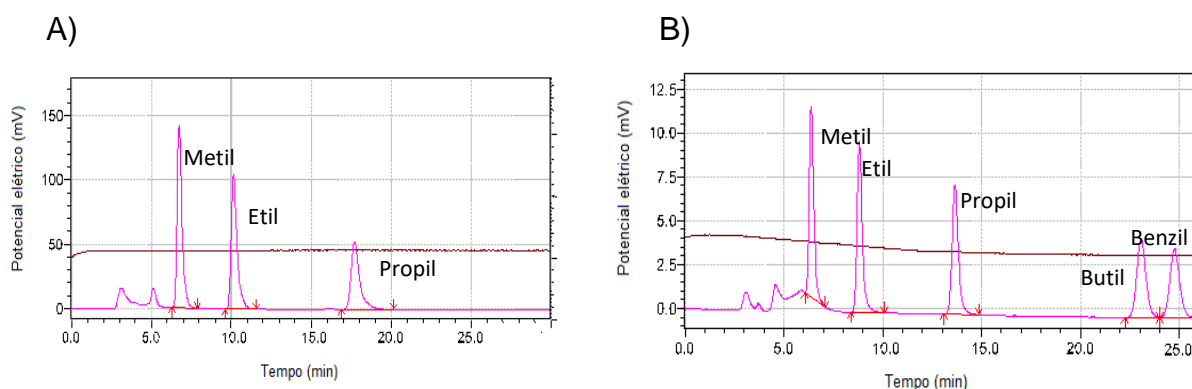 A)
Potencial elétrico (mV)
150
100
50
0
Metil
Etil
Propil
0.0 5.0 10.0 15.0 20.0 25.0
Tempo (min)
B)
Potencial elétrico (mV)
12.5
10.0
7.5
5.0
2.5
0.0
Metil
Etil
Propil
Butil
Benzil
0.0 5.0 10.0 15.0 20.0 25.0
Tempo (min)